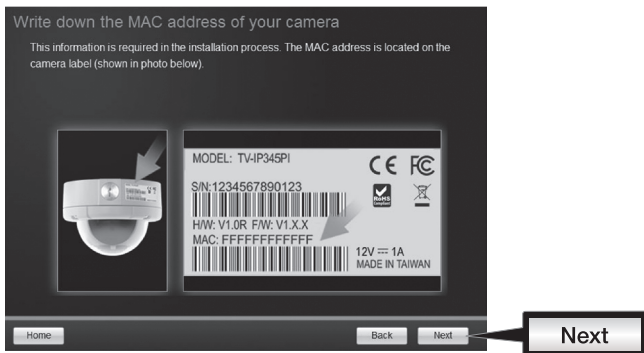 Write down the MAC address of your camera
This information is required in the installation process. The MAC address is located on the
camera label (shown in photo below).
MODEL: TV-IP345PI
CE FC
S/N:1234567890123
RoHS
Compliant
H/W: V1.0R F/W: V1.X.X
MAC: FFFFFFFFFFFF
12V 1A
MADE IN TAIWAN
Home
Back
Next
Next